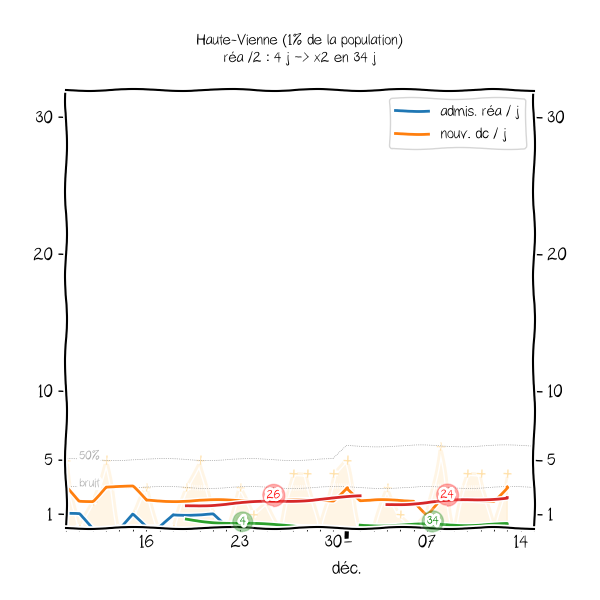 Haute-Vienne (1% de la population)
réa /2 : 4 j -> x2 en 34 j
admis. réa / j
nouv. dc / j
30 30
20 20
10 10
5 50% 5
bruit
26 24
1 4 34 1
16 23 30 07 14
déc.